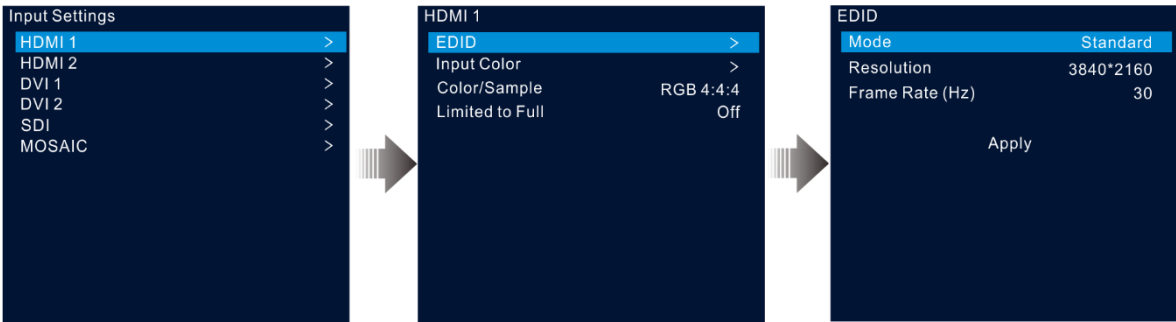 Input Settings
HDMI 1 >
HDMI 2 >
DVI 1 >
DVI 2 >
SDI >
MOSAIC >
HDMI 1
EDID >
Input Color >
Color/Sample RGB 4:4:4
Limited to Full Off
EDID
Mode Standard
Resolution 3840*2160
Frame Rate (Hz) 30
Apply